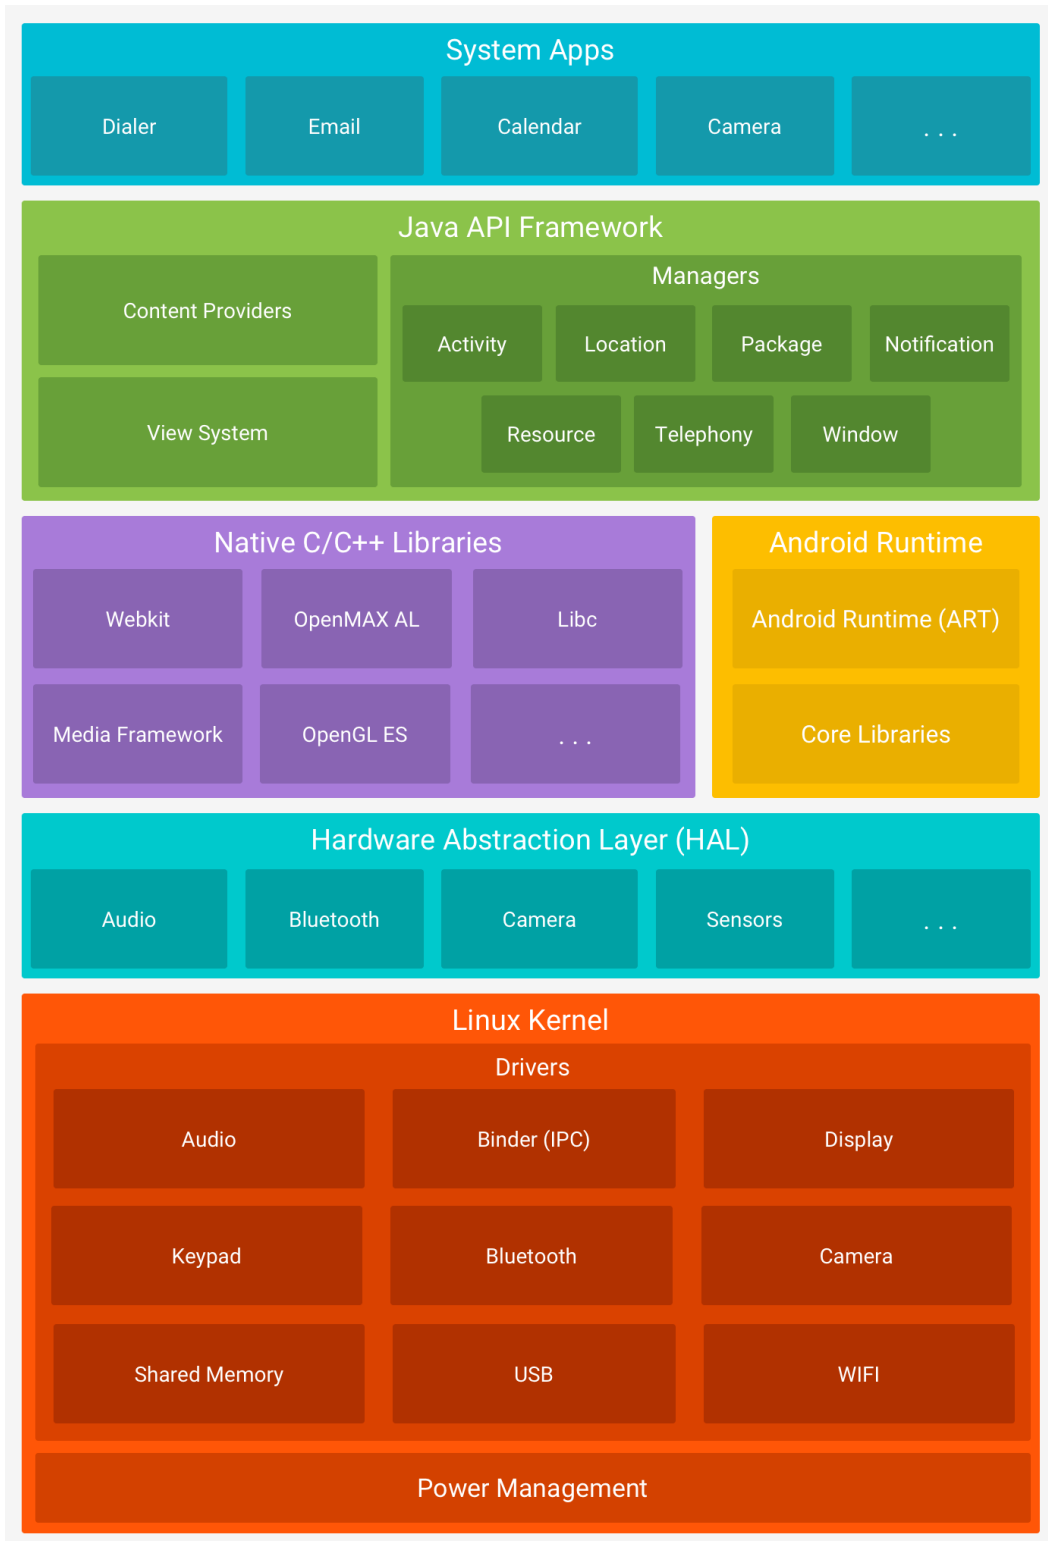 System Apps
Dialer
Email
Calendar
Camera
. . .
Java API Framework
Content Providers
View System
Managers
Activity
Location
Package
Notification
Resource
Telephony
Window
Native C/C++ Libraries
Webkit
OpenMAX AL
Libc
Media Framework
OpenGL ES
. . .
Android Runtime
Android Runtime (ART)
Core Libraries
Hardware Abstraction Layer (HAL)
Audio
Bluetooth
Camera
Sensors
. . .
Linux Kernel
Drivers
Audio
Binder (IPC)
Display
Keypad
Bluetooth
Camera
Shared Memory
USB
WIFI
Power Management